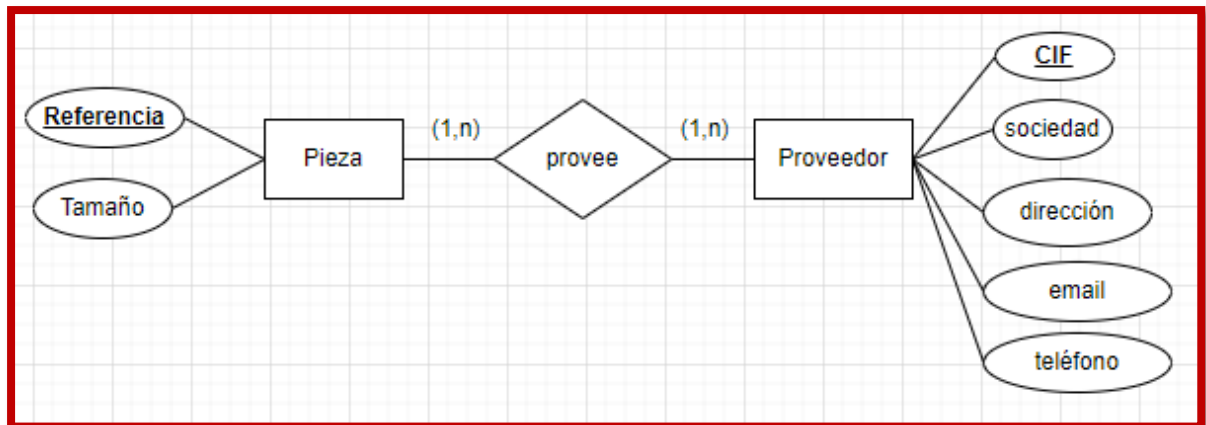 Referencia
Tamaño
Pieza
(1,n)
provee
(1,n)
Proveedor
CIF
sociedad
dirección
email
teléfono